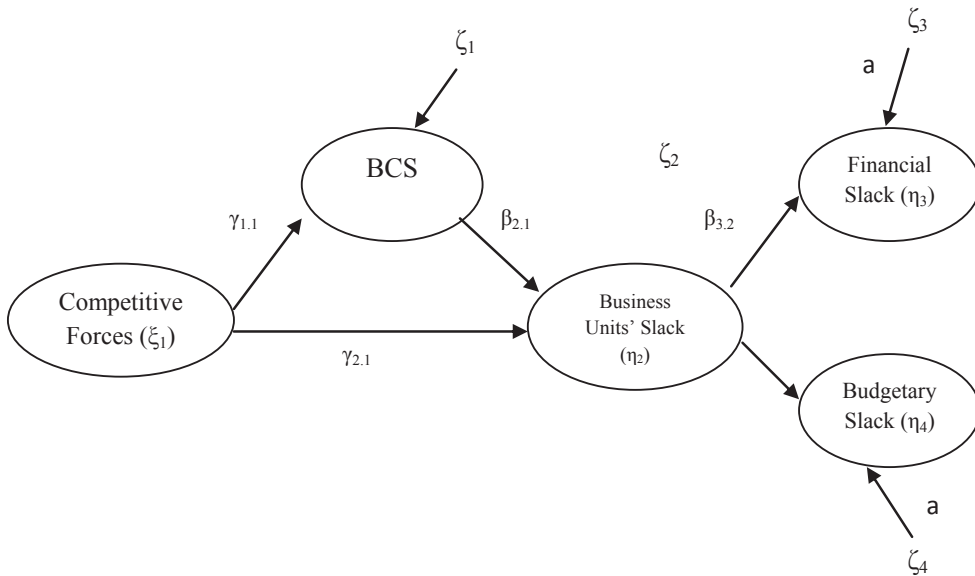 ζ₁
ζ₃
a
BCS
ζ₂
Financial
Slack (η₃)
γ₁.₁
β₂.₁
β₃.₂
Competitive
Forces (ξ₁)
Business
Units’ Slack
(η₂)
γ₂.₁
Budgetary
Slack (η₄)
a
ζ₄